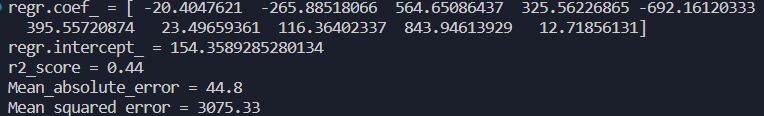 regr.coef_ = [ -20.4047621  -265.88518066  564.65086437  325.56226865 -692.16120333
  395.55720874   23.49659361  116.36402337  843.94613929   12.71856131]
regr.intercept_ = 154.3589285280134
r2_score = 0.44
Mean_absolute_error = 44.8
Mean squared error = 3075.33